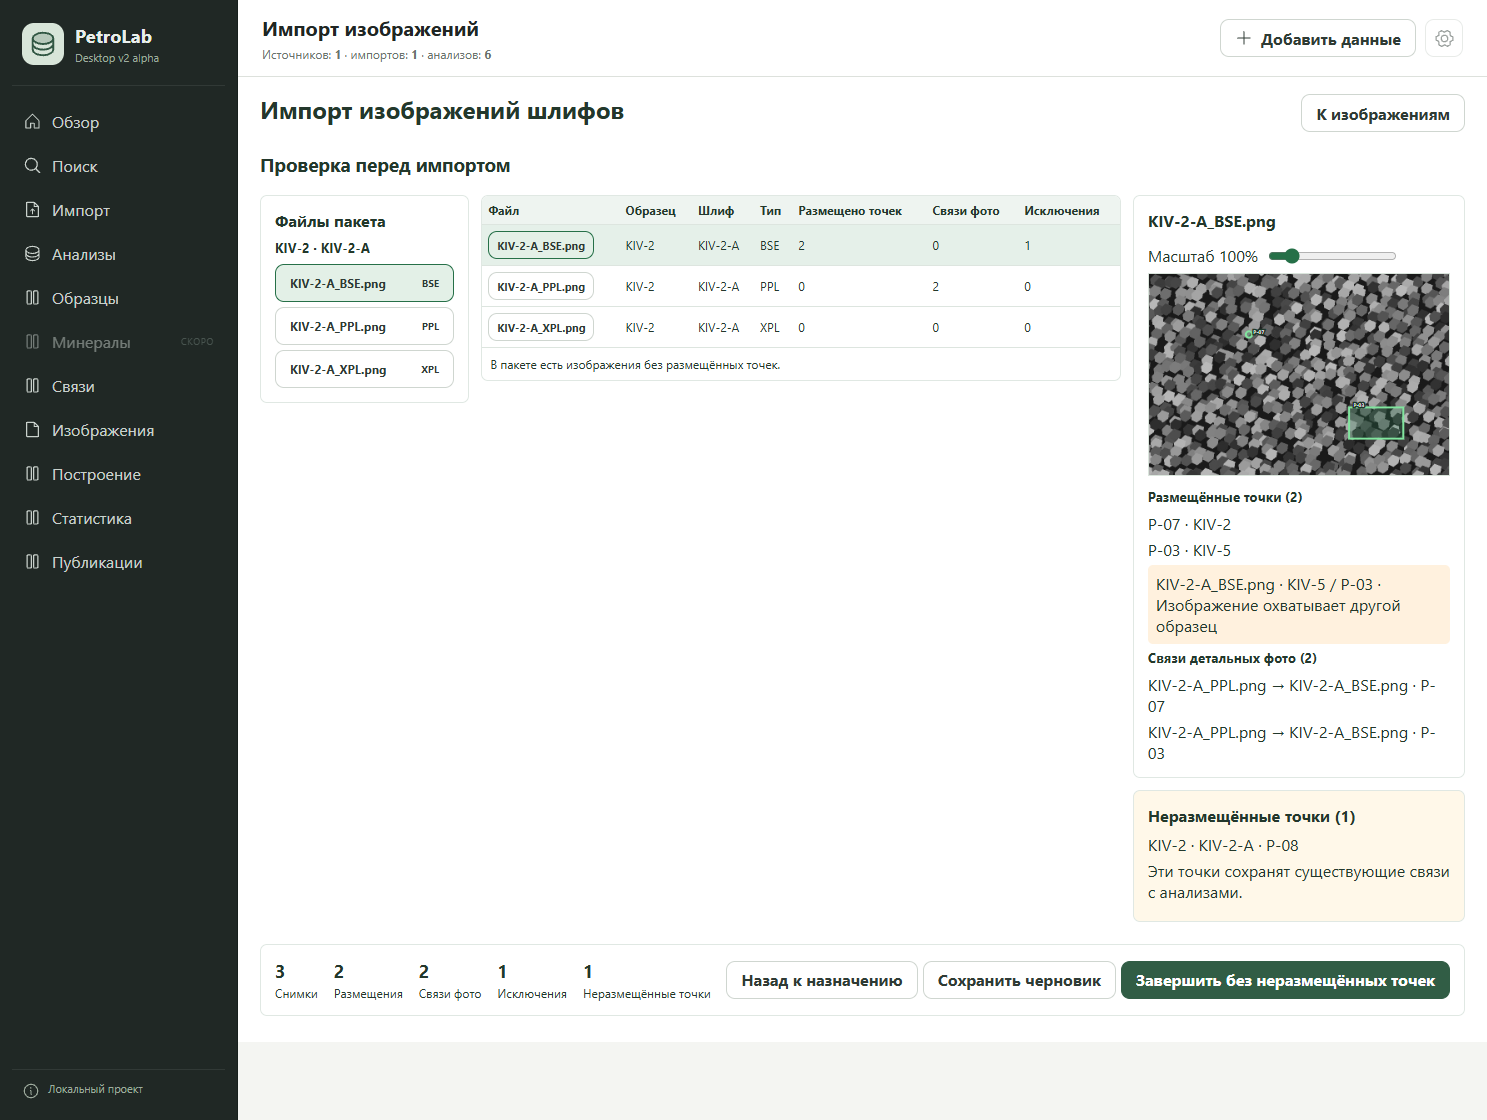 PetroLab
Desktop v2 alpha
Обзор
Поиск
Импорт
Анализы
Образцы
Минералы СКОРО
Связи
Изображения
Построение
Статистика
Публикации
Локальный проект
Импорт изображений
Источников: 1 · импортов: 1 · анализов: 6
+ Добавить данные
Импорт изображений шлифов
К изображениям
Проверка перед импортом
Файлы пакета
KIV-2 · KIV-2-A
KIV-2-A_BSE.png BSE
KIV-2-A_PPL.png PPL
KIV-2-A_XPL.png XPL
Файл Образец Шлиф Тип Размещено точек Связи фото Исключения
KIV-2-A_BSE.png KIV-2 KIV-2-A BSE 2 0 1
KIV-2-A_PPL.png KIV-2 KIV-2-A PPL 0 2 0
KIV-2-A_XPL.png KIV-2 KIV-2-A XPL 0 0 0
В пакете есть изображения без размещённых точек.
KIV-2-A_BSE.png
Масштаб 100%
P-07
P-03
Размещённые точки (2)
P-07 · KIV-2
P-03 · KIV-5
KIV-2-A_BSE.png · KIV-5 / P-03 ·
Изображение охватывает другой
образец
Связи детальных фото (2)
KIV-2-A_PPL.png → KIV-2-A_BSE.png · P-
07
KIV-2-A_PPL.png → KIV-2-A_BSE.png · P-
03
Неразмещённые точки (1)
KIV-2 · KIV-2-A · P-08
Эти точки сохранят существующие связи
с анализами.
3 2 2 1 1
Снимки Размещения Связи фото Исключения Неразмещённые точки
Назад к назначению
Сохранить черновик
Завершить без неразмещённых точек